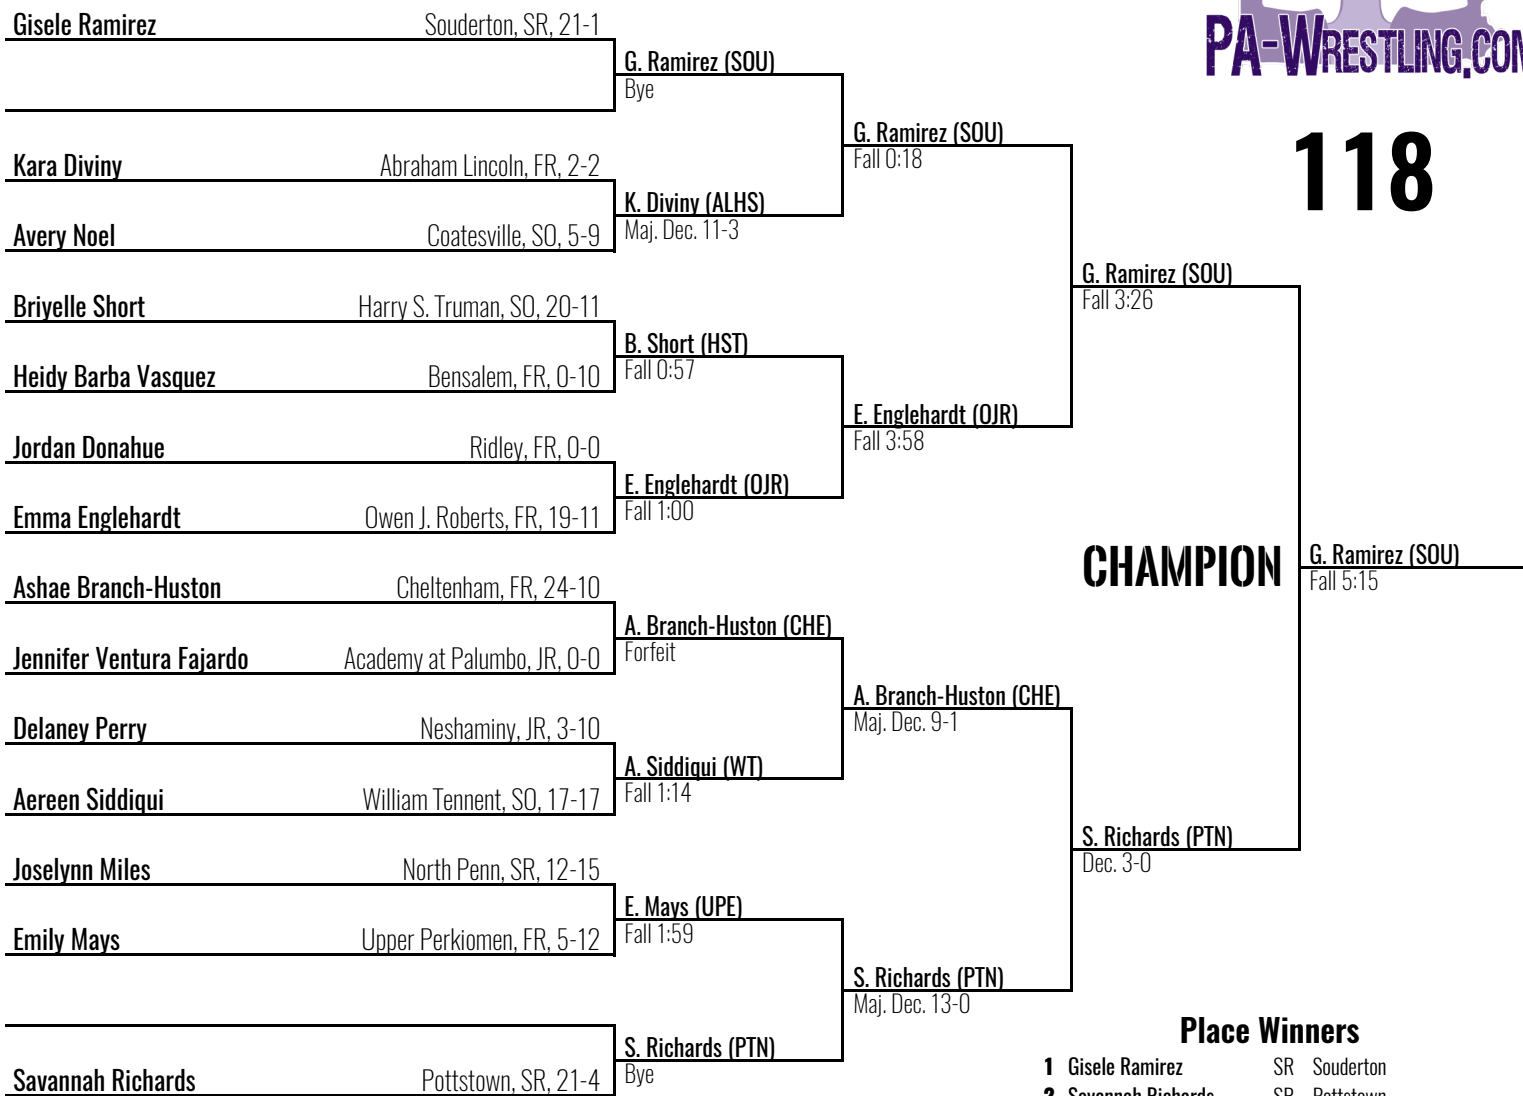 Gisele Ramirez Souderton, SR, 21-1
G. Ramirez (SOU)
Bye
Kara Diviny Abraham Lincoln, FR, 2-2
K. Diviny (ALHS)
Maj. Dec. 11-3
Avery Noel Coatesville, SO, 5-9
G. Ramirez (SOU)
Fall 0:18
Briyelle Short Harry S. Truman, SO, 20-11
B. Short (HST)
Fall 0:57
Heidy Barba Vasquez Bensalem, FR, 0-10
Jordan Donahue Ridley, FR, 0-0
E. Englehardt (OJR)
Fall 1:00
Emma Englehardt Owen J. Roberts, FR, 19-11
E. Englehardt (OJR)
Fall 3:58
G. Ramirez (SOU)
Fall 3:26
Ashae Branch-Huston Cheltenham, FR, 24-10
A. Branch-Huston (CHE)
Forfeit
Jennifer Ventura Fajardo Academy at Palumbo, JR, 0-0
Delaney Perry Neshaminy, JR, 3-10
A. Siddiqui (WT)
Fall 1:14
Aereen Siddiqui William Tennent, SO, 17-17
A. Branch-Huston (CHE)
Maj. Dec. 9-1
Joselynn Miles North Penn, SR, 12-15
E. Mays (UPE)
Fall 1:59
Emily Mays Upper Perkiomen, FR, 5-12
S. Richards (PTN)
Bye
Savannah Richards Pottstown, SR, 21-4
S. Richards (PTN)
Maj. Dec. 13-0
S. Richards (PTN)
Dec. 3-0
PA-WRESTLING.COM
118
CHAMPION
G. Ramirez (SOU)
Fall 5:15
Place Winners
1 Gisele Ramirez SR Souderton
2 Savannah Richards SR Pottstown